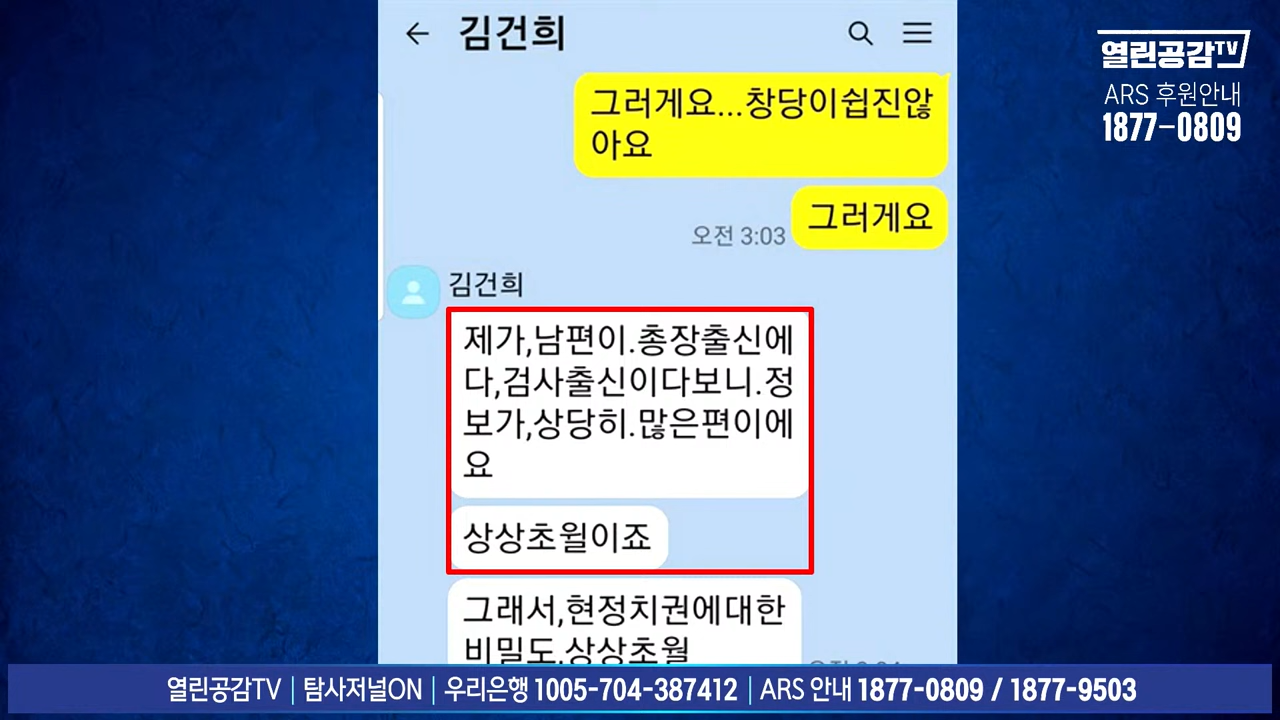 김건희
열린공감TV
ARS 후원안내
1877-0809
그러게요...창당이쉽진않
아요
그러게요
오전 3:03
김건희
제가,남편이.총장출신에
다,검사출신이다보니.정
보가,상당히.많은편이에
요
상상초월이죠
그래서,현정치권에대한
비밀도.상상초월
열린공감TV | 탐사저널ON | 우리은행 1005-704-387412 | ARS 안내 1877-0809 / 1877-9503